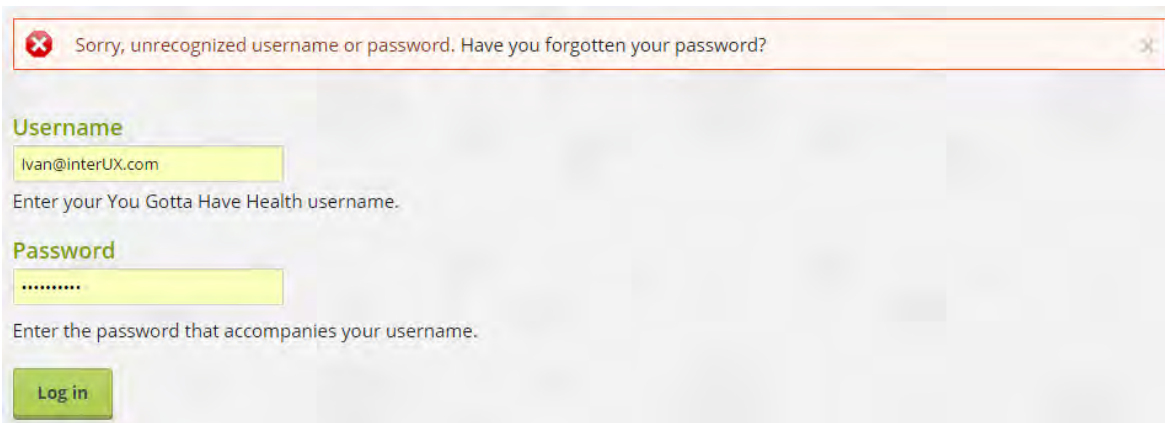 Sorry, unrecognized username or password. Have you forgotten your password?
Username
Ivan@interUX.com
Enter your You Gotta Have Health username.
Password
••••••••••
Enter the password that accompanies your username.
Log in